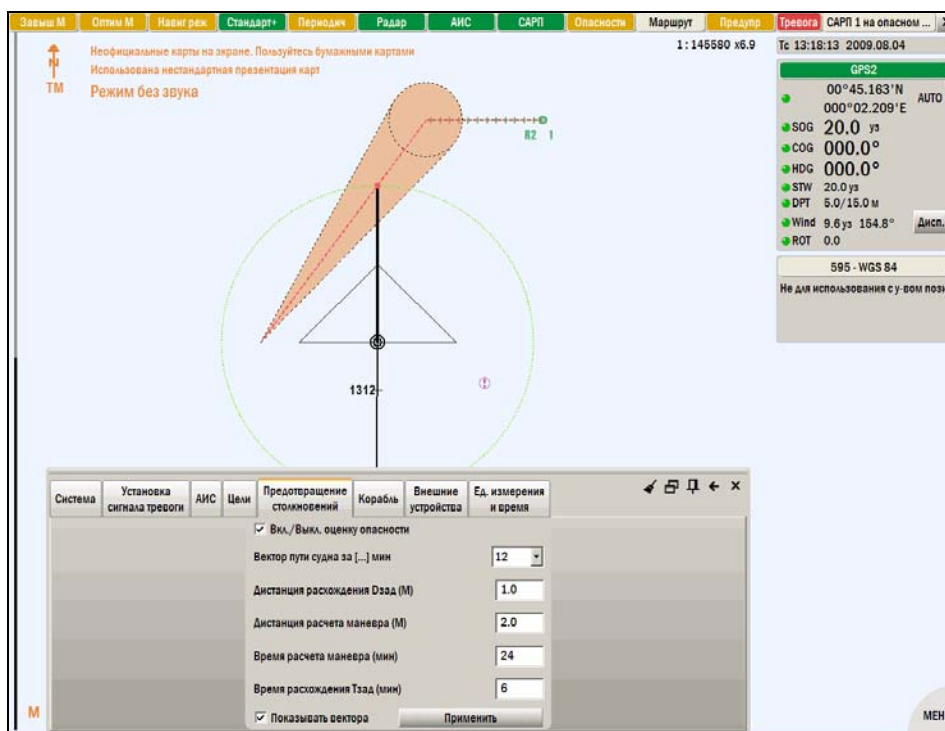 Завыш М Оптим М Навиг реж Стандарт+ Периодич Радар АИС САРП Опасности Маршрут Предупр Тревога САРП 1 на опасном ...
N
ТМ
Неофициальные карты на экране. Пользуйтесь бумажными картами
Использована нестандартная презентация карт
Режим без звука
1:145580 x6.9
Тс 13:18:13 2009.08.04
GPS2
00°45.163'N
000°02.209'E
AUTO
SOG 20.0 уз
COG 000.0°
HDG 000.0°
STW 20.0 уз
DPT 5.0/15.0 м
Wind 9.6 уз 164.8° Дисп.
ROT 0.0
595 - WGS 84
Не для использования с у-вом пози
R2 1
1312
Система Установка сигнала тревоги АИС Цели Предотвращение столкновений Корабль Внешние устройства Ед. измерения и время
Вкл./Выкл. оценку опасности
Вектор пути судна за [...] мин 12
Дистанция расхождения Dзад (М) 1.0
Дистанция расчета маневра (М) 2.0
Время расчета маневра (мин) 24
Время расхождения Тзад (мин) 6
Показывать вектора Применить
М
МЕН